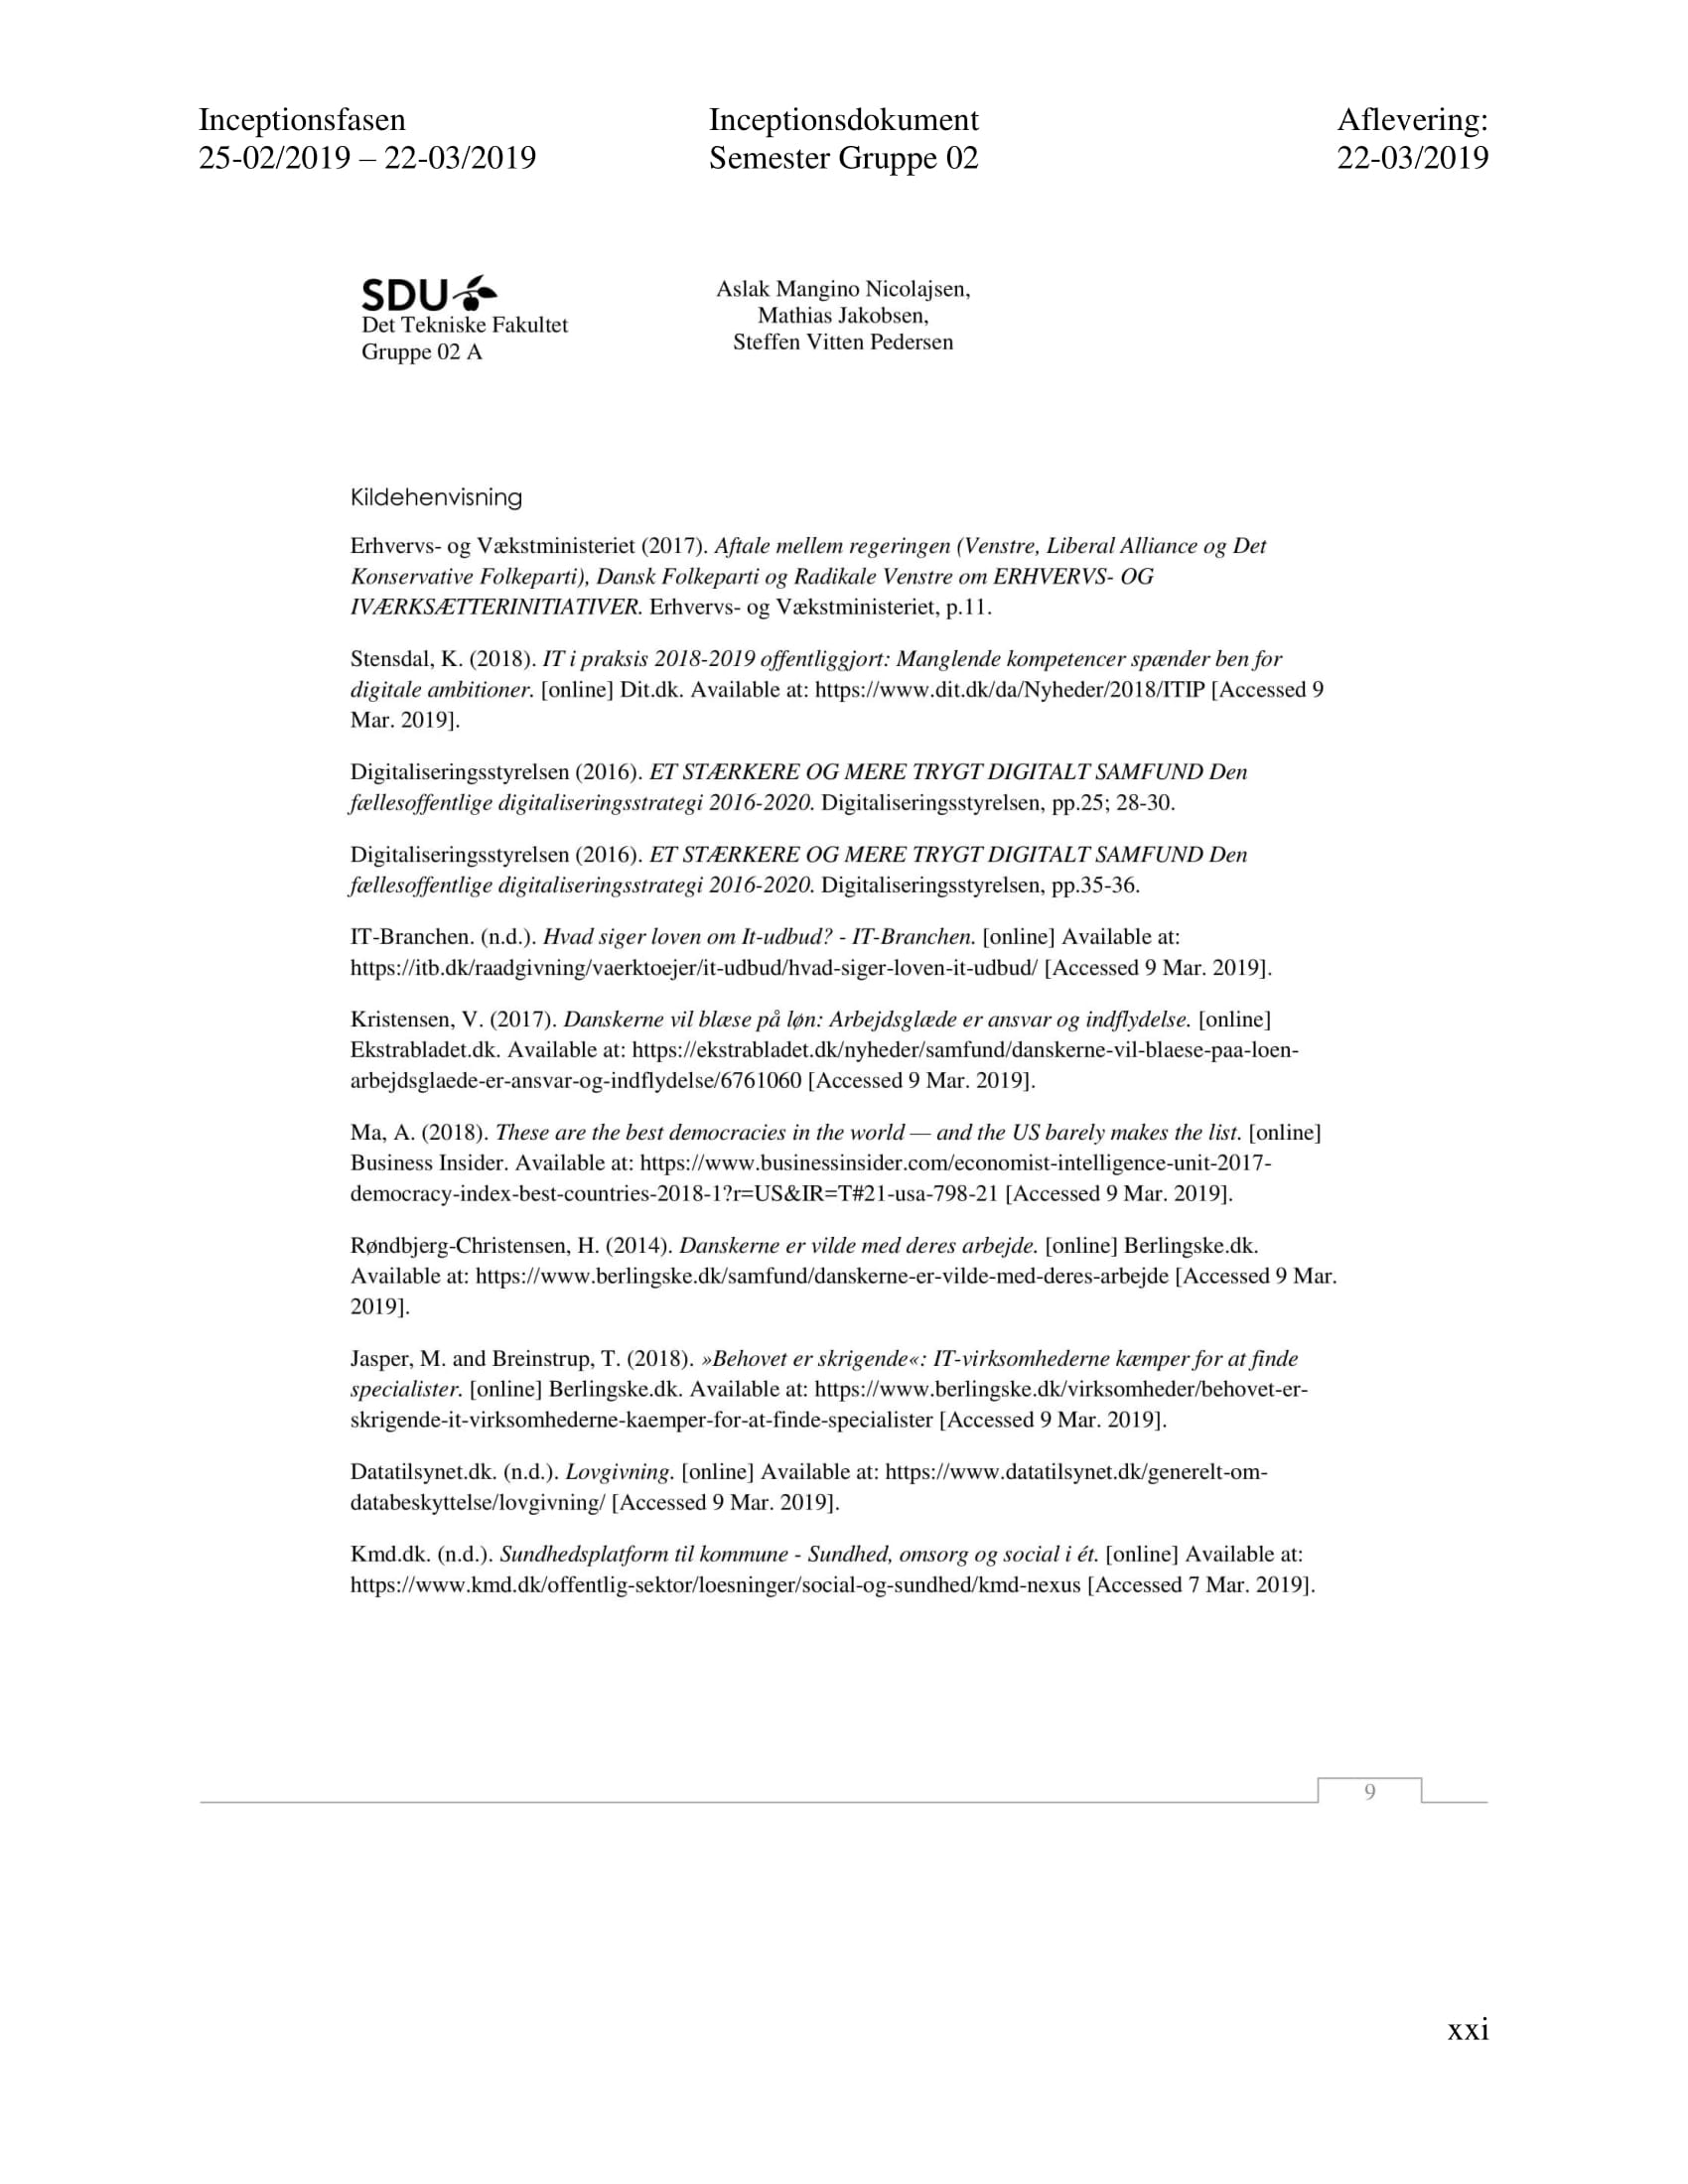 Inceptionsfasen
25-02/2019 – 22-03/2019
Inceptionsdokument
Semester Gruppe 02
Aflevering:
22-03/2019
SDU
Det Tekniske Fakultet
Gruppe 02 A
Aslak Mangino Nicolajsen,
Mathias Jakobsen,
Steffen Vitten Pedersen
Kildehenvisning
Erhvervs- og Vækstministeriet (2017). Aftale mellem regeringen (Venstre, Liberal Alliance og Det
Konservative Folkeparti), Dansk Folkeparti og Radikale Venstre om ERHVERVS- OG
IVÆRKSÆTTERINITIATIVER. Erhvervs- og Vækstministeriet, p.11.
Stensdal, K. (2018). IT i praksis 2018-2019 offentliggjort: Manglende kompetencer spænder ben for
digitale ambitioner. [online] Dit.dk. Available at: https://www.dit.dk/da/Nyheder/2018/ITIP [Accessed 9
Mar. 2019].
Digitaliseringsstyrelsen (2016). ET STÆRKERE OG MERE TRYGT DIGITALT SAMFUND Den
fællesoffentlige digitaliseringsstrategi 2016-2020. Digitaliseringsstyrelsen, pp.25; 28-30.
Digitaliseringsstyrelsen (2016). ET STÆRKERE OG MERE TRYGT DIGITALT SAMFUND Den
fællesoffentlige digitaliseringsstrategi 2016-2020. Digitaliseringsstyrelsen, pp.35-36.
IT-Branchen. (n.d.). Hvad siger loven om It-udbud? - IT-Branchen. [online] Available at:
https://itb.dk/raadgivning/vaerktoejer/it-udbud/hvad-siger-loven-it-udbud/ [Accessed 9 Mar. 2019].
Kristensen, V. (2017). Danskerne vil blæse på løn: Arbejdsglæde er ansvar og indflydelse. [online]
Ekstrabladet.dk. Available at: https://ekstrabladet.dk/nyheder/samfund/danskerne-vil-blaese-paa-loen-
arbejdsglaede-er-ansvar-og-indflydelse/6761060 [Accessed 9 Mar. 2019].
Ma, A. (2018). These are the best democracies in the world — and the US barely makes the list. [online]
Business Insider. Available at: https://www.businessinsider.com/economist-intelligence-unit-2017-
democracy-index-best-countries-2018-1?r=US&IR=T#21-usa-798-21 [Accessed 9 Mar. 2019].
Røndbjerg-Christensen, H. (2014). Danskerne er vilde med deres arbejde. [online] Berlingske.dk.
Available at: https://www.berlingske.dk/samfund/danskerne-er-vilde-med-deres-arbejde [Accessed 9 Mar.
2019].
Jasper, M. and Breinstrup, T. (2018). »Behovet er skrigende«: IT-virksomhederne kæmper for at finde
specialister. [online] Berlingske.dk. Available at: https://www.berlingske.dk/virksomheder/behovet-er-
skrigende-it-virksomhederne-kaemper-for-at-finde-specialister [Accessed 9 Mar. 2019].
Datatilsynet.dk. (n.d.). Lovgivning. [online] Available at: https://www.datatilsynet.dk/generelt-om-
databeskyttelse/lovgivning/ [Accessed 9 Mar. 2019].
Kmd.dk. (n.d.). Sundhedsplatform til kommune - Sundhed, omsorg og social i ét. [online] Available at:
https://www.kmd.dk/offentlig-sektor/loesninger/social-og-sundhed/kmd-nexus [Accessed 7 Mar. 2019].
9
xxi